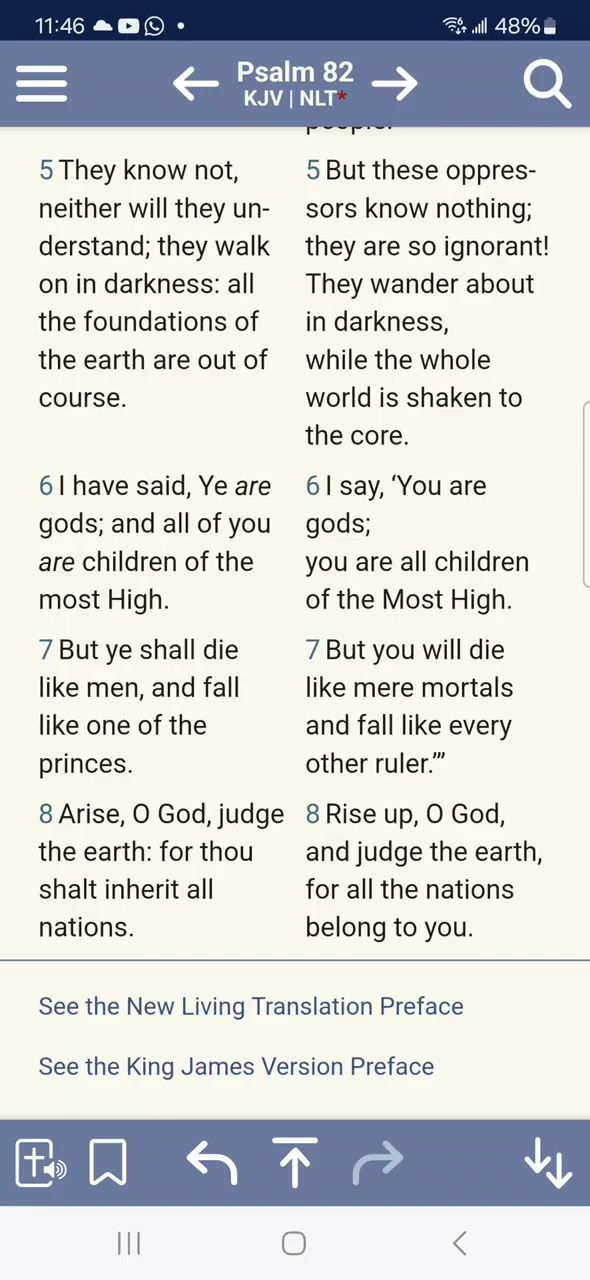 11:46
48%
Psalm 82
KJV | NLT*
people.
5 They know not,
neither will they un-
derstand; they walk
on in darkness: all
the foundations of
the earth are out of
course.
5 But these oppres-
sors know nothing;
they are so ignorant!
They wander about
in darkness,
while the whole
world is shaken to
the core.
6 I have said, Ye are
gods; and all of you
are children of the
most High.
6 I say, ‘You are
gods;
you are all children
of the Most High.
7 But ye shall die
like men, and fall
like one of the
princes.
7 But you will die
like mere mortals
and fall like every
other ruler.’”
8 Arise, O God, judge
the earth: for thou
shalt inherit all
nations.
8 Rise up, O God,
and judge the earth,
for all the nations
belong to you.
See the New Living Translation Preface
See the King James Version Preface